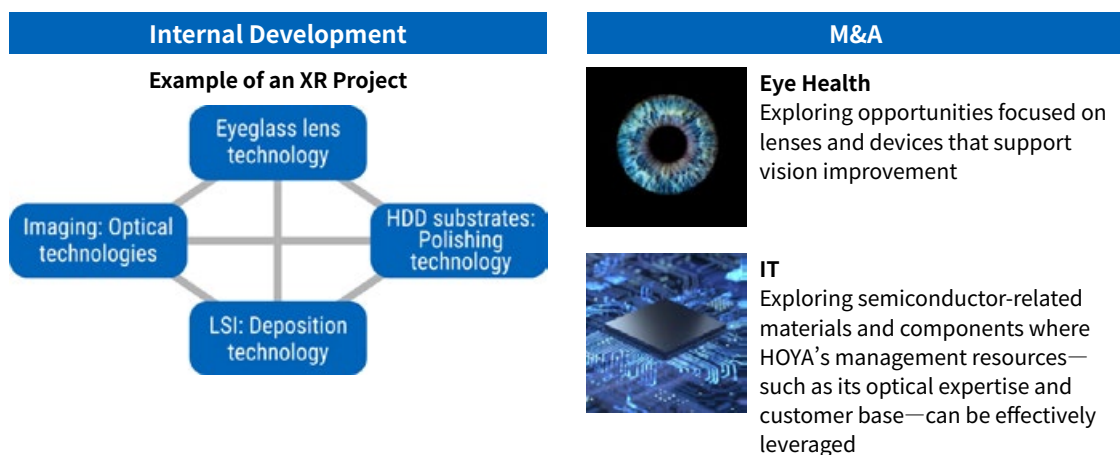 Internal Development
Example of an XR Project
Eyeglass lens
technology
Imaging: Optical
technologies
HDD substrates:
Polishing
technology
LSI: Deposition
technology
M&A
Eye Health
Exploring opportunities focused on
lenses and devices that support
vision improvement
IT
Exploring semiconductor-related
materials and components where
HOYA’s management resources—
such as its optical expertise and
customer base—can be effectively
leveraged